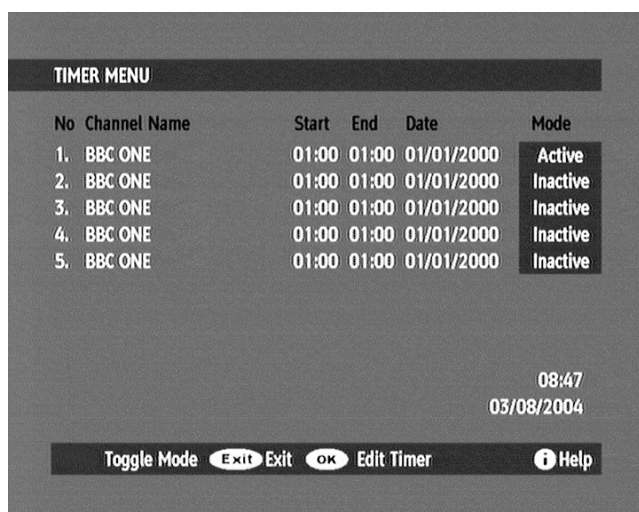 TIMER MENU
No Channel Name Start End Date Mode
1. BBC ONE 01:00 01:00 01/01/2000 Active
2. BBC ONE 01:00 01:00 01/01/2000 Inactive
3. BBC ONE 01:00 01:00 01/01/2000 Inactive
4. BBC ONE 01:00 01:00 01/01/2000 Inactive
5. BBC ONE 01:00 01:00 01/01/2000 Inactive
08:47
03/08/2004
Toggle Mode Exit Exit OK Edit Timer i Help